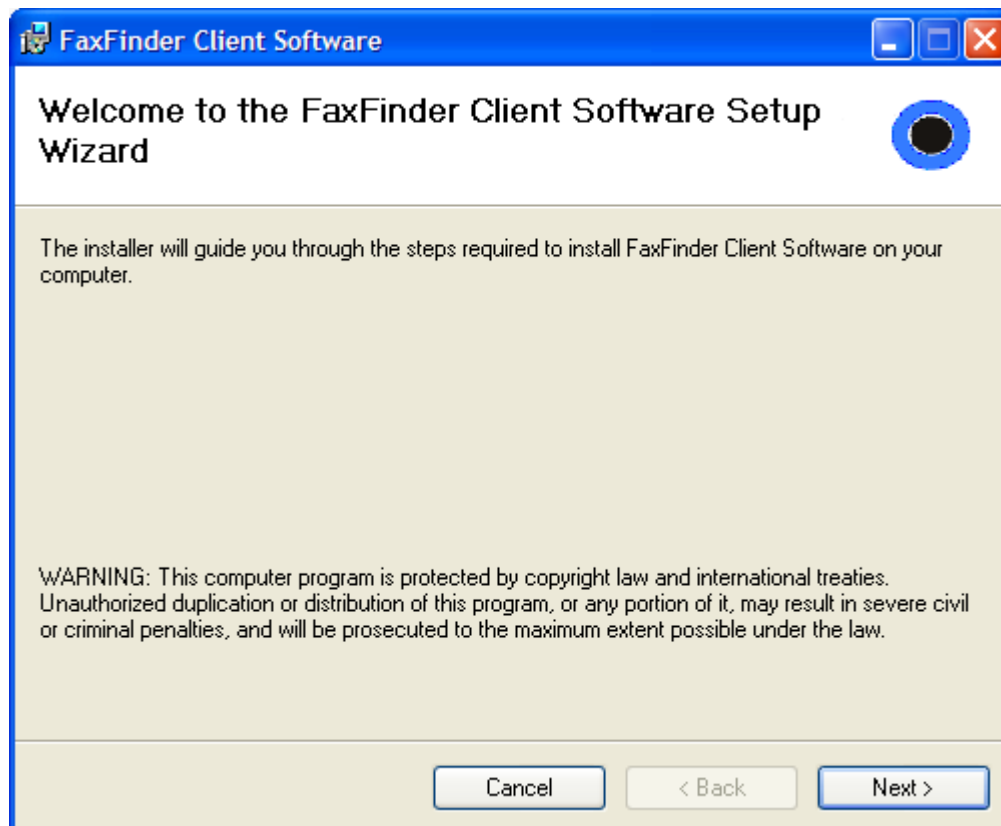 FaxFinder Client Software
Welcome to the FaxFinder Client Software Setup
Wizard
The installer will guide you through the steps required to install FaxFinder Client Software on your
computer.
WARNING: This computer program is protected by copyright law and international treaties.
Unauthorized duplication or distribution of this program, or any portion of it, may result in severe civil
or criminal penalties, and will be prosecuted to the maximum extent possible under the law.
Cancel
< Back
Next >